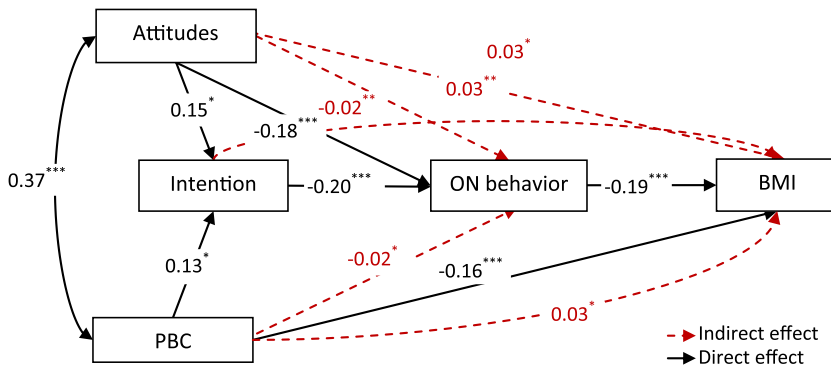 Attitudes
0.03*
0.03**
0.15*
-0.02**
-0.18***
0.37***
Intention
-0.20***
ON behavior
-0.19***
BMI
0.13*
-0.02*
-0.16***
0.03*
PBC
Indirect effect
Direct effect